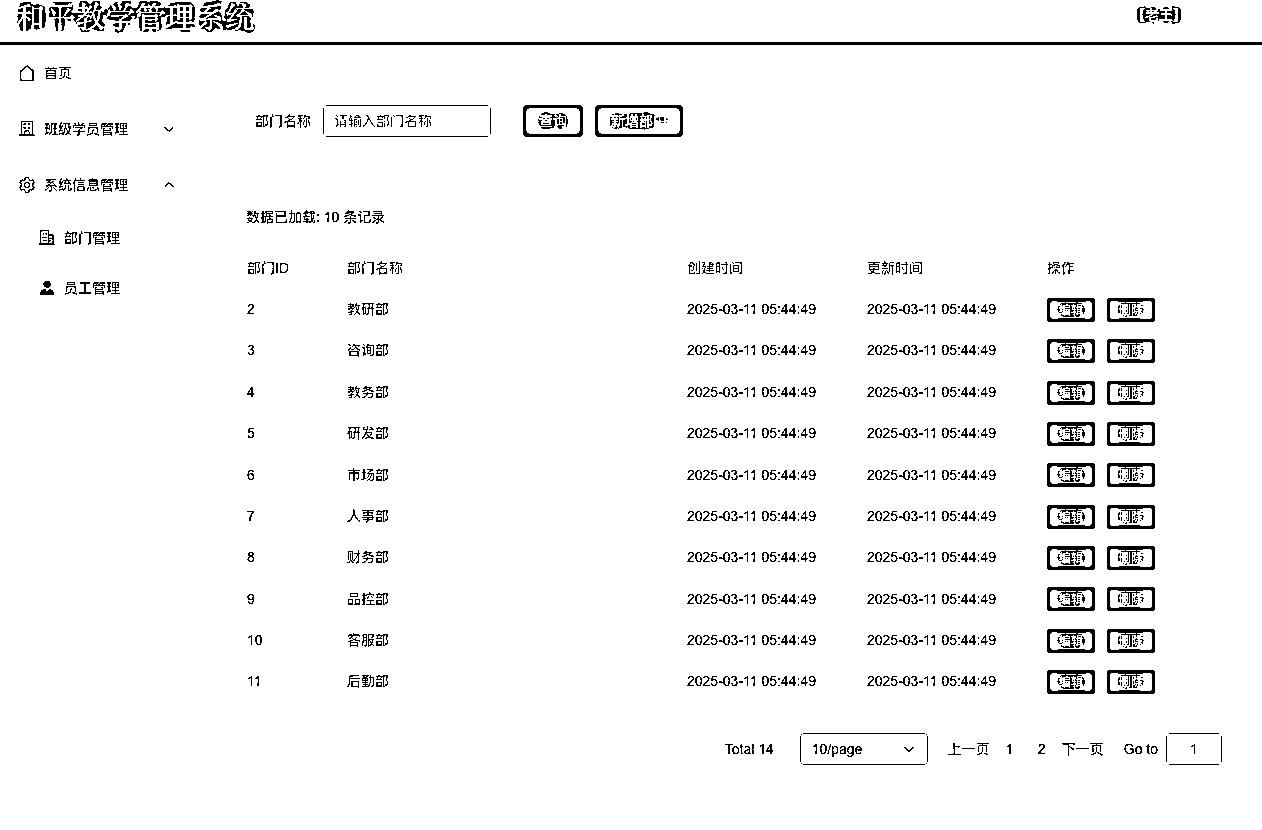 和平教学管理系统
首页
班级学员管理
系统信息管理
部门管理
员工管理
部门名称 请输入部门名称 查询 新增部
数据已加载: 10 条记录
部门ID 部门名称 创建时间 更新时间 操作
2 教研部 2025-03-11 05:44:49 2025-03-11 05:44:49 编辑 删除
3 咨询部 2025-03-11 05:44:49 2025-03-11 05:44:49 编辑 删除
4 教务部 2025-03-11 05:44:49 2025-03-11 05:44:49 编辑 删除
5 研发部 2025-03-11 05:44:49 2025-03-11 05:44:49 编辑 删除
6 市场部 2025-03-11 05:44:49 2025-03-11 05:44:49 编辑 删除
7 人事部 2025-03-11 05:44:49 2025-03-11 05:44:49 编辑 删除
8 财务部 2025-03-11 05:44:49 2025-03-11 05:44:49 编辑 删除
9 品控部 2025-03-11 05:44:49 2025-03-11 05:44:49 编辑 删除
10 客服部 2025-03-11 05:44:49 2025-03-11 05:44:49 编辑 删除
11 后勤部 2025-03-11 05:44:49 2025-03-11 05:44:49 编辑 删除
Total 14 10/page 上一页 1 2 下一页 Go to 1